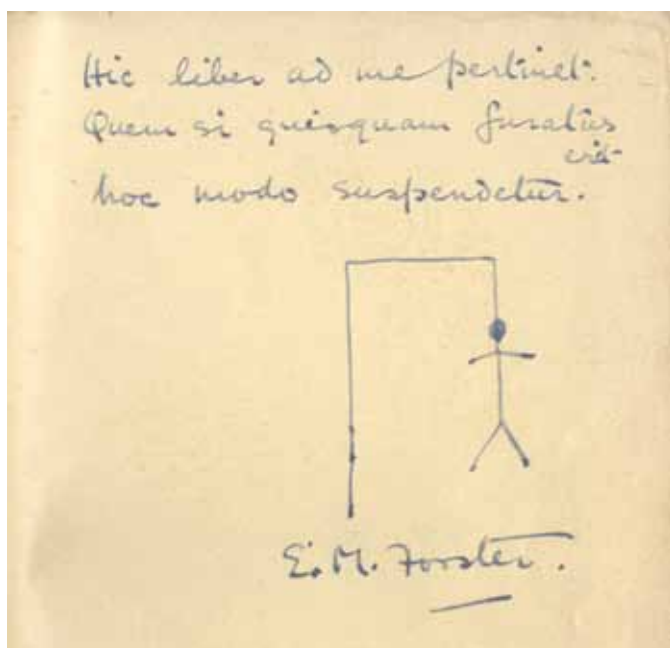 Hic liber ad me pertinet.
Quem si quisquam furatus
erit
hoc modo suspendetur.
E. M. Forster.